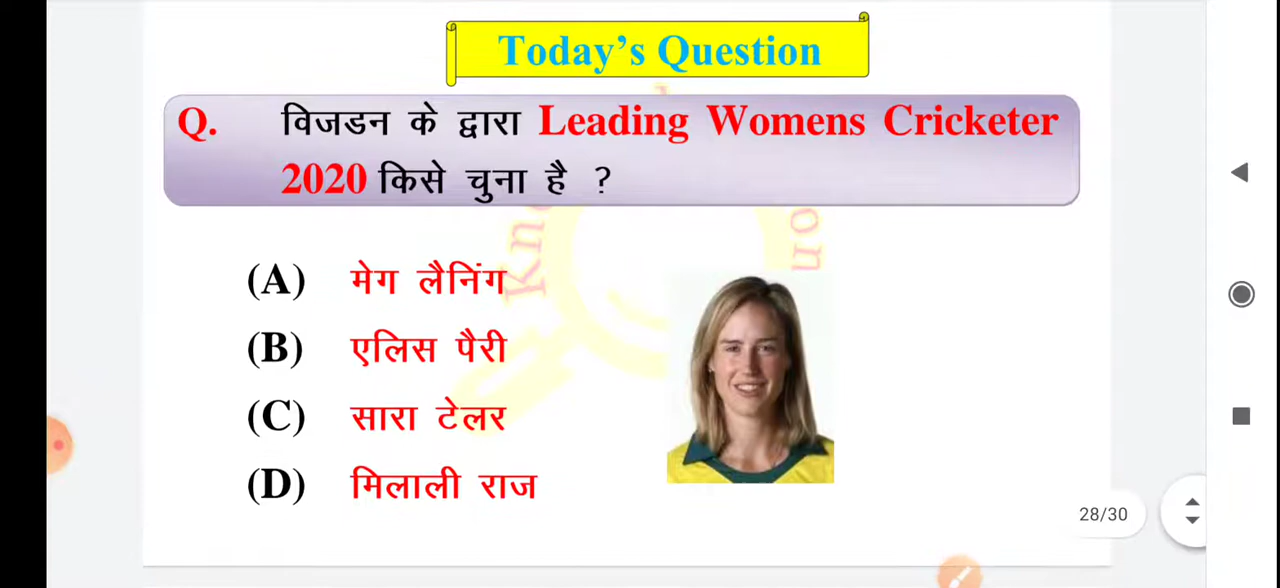 Today's Question
Q. विजडन के द्वारा Leading Womens Cricketer
2020 किसे चुना है ?
(A) मेग लैनिंग
(B) एलिस पैरी
(C) सारा टेलर
(D) मिलाली राज
28/30